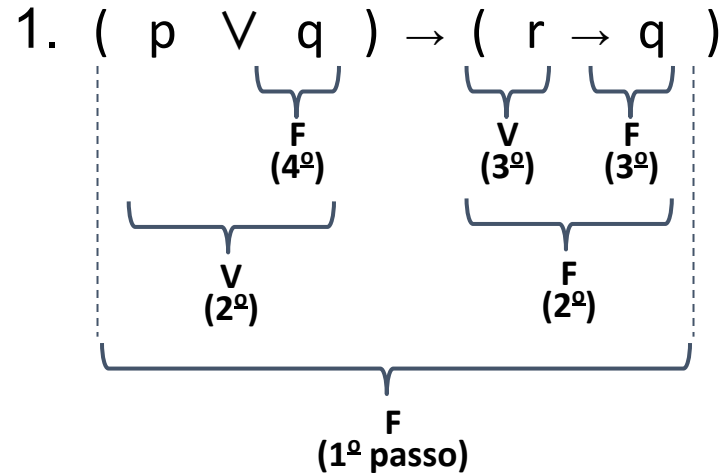 1. ( p ∨ q ) → ( r → q )
F V F
(4º) (3º) (3º)
V F
(2º) (2º)
F
(1º passo)